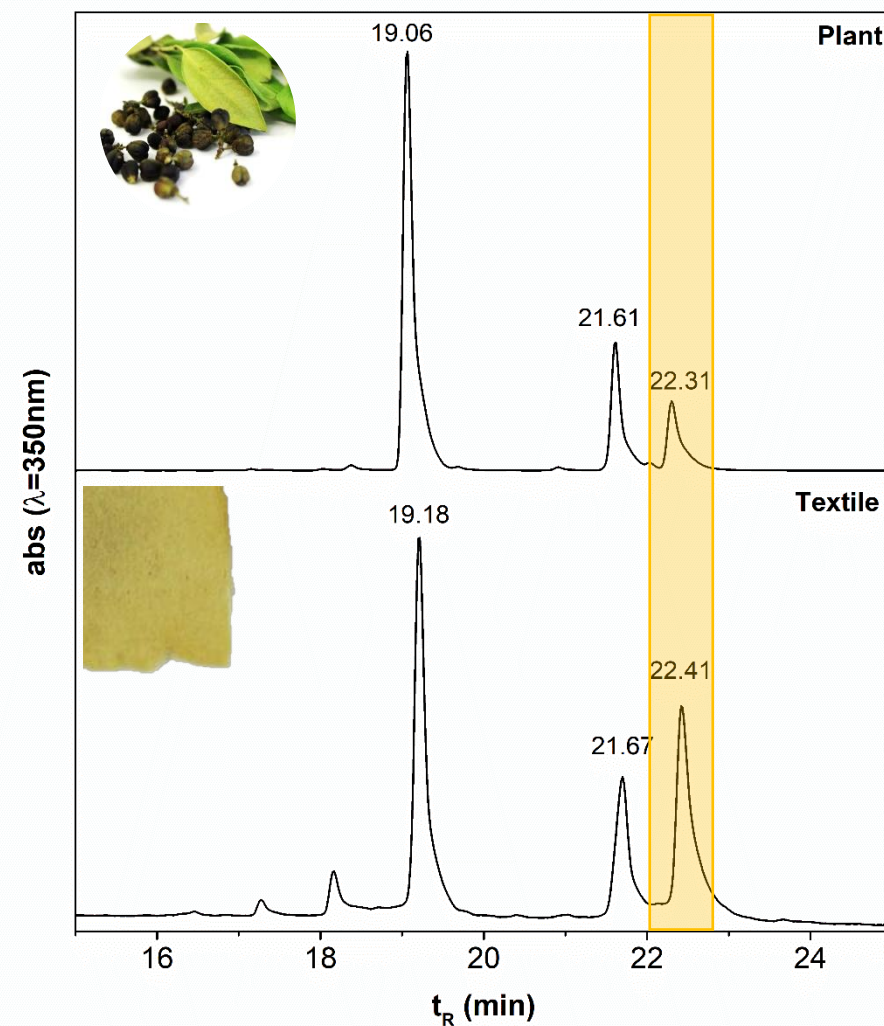 Plant
19.06
21.61
22.31
Textile
19.18
22.41
21.67
abs (λ=350nm)
16 18 20 22 24
tR (min)